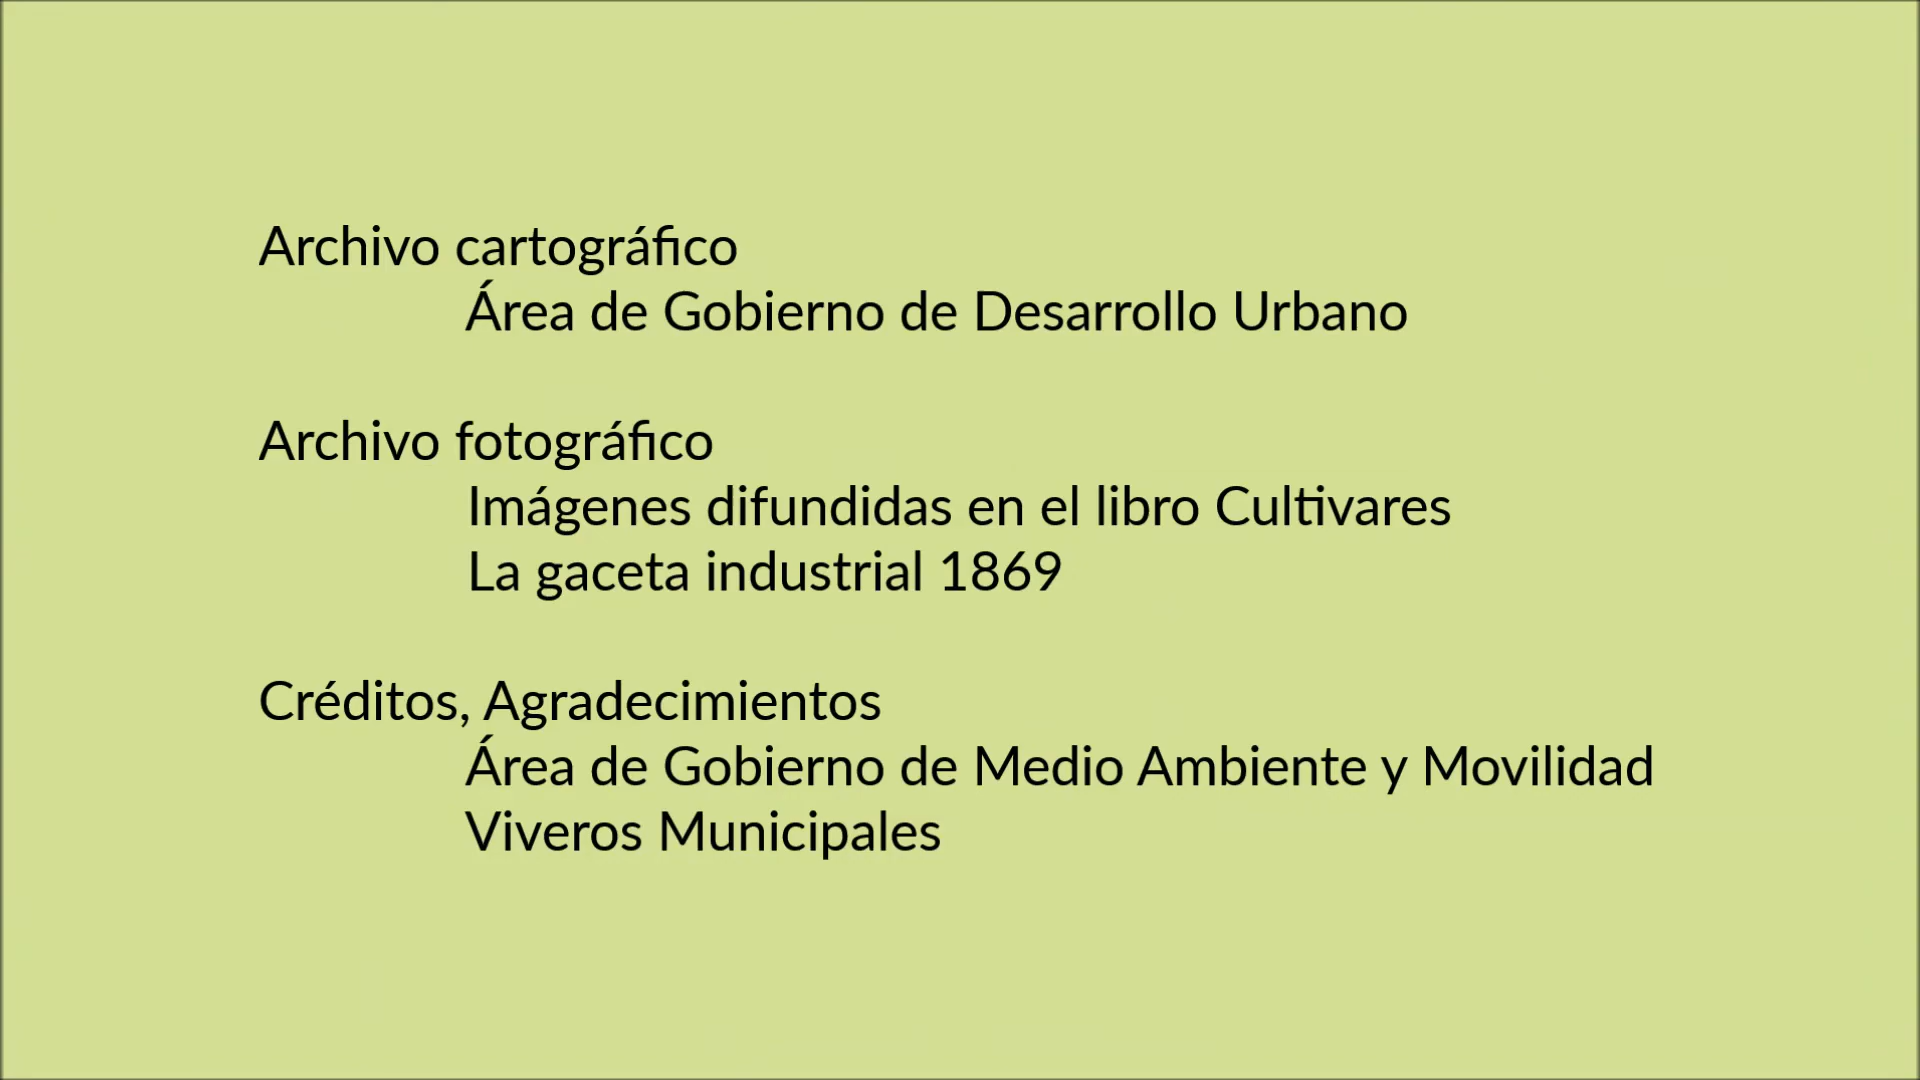 Archivo cartográfico
Área de Gobierno de Desarrollo Urbano
Archivo fotográfico
Imágenes difundidas en el libro Cultivares
La gaceta industrial 1869
Créditos, Agradecimientos
Área de Gobierno de Medio Ambiente y Movilidad
Viveros Municipales